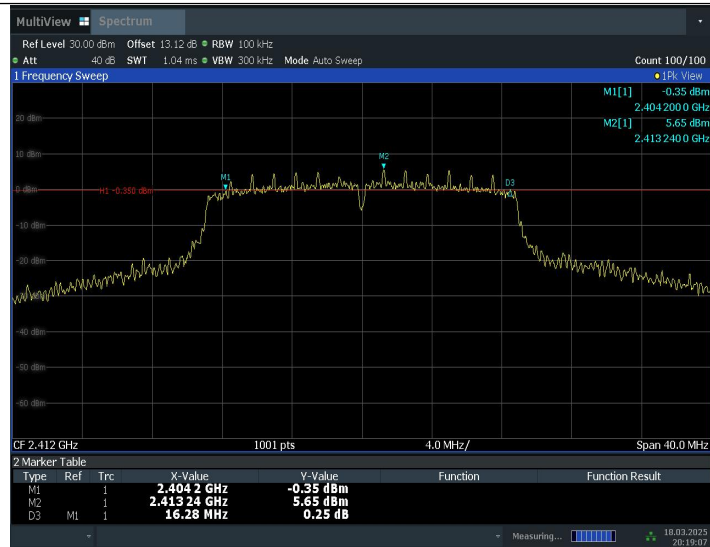 MultiView Spectrum
Ref Level 30.00 dBm Offset 13.12 dB RBW 100 kHz
Att 40 dB SWT 1.04 ms VBW 300 kHz Mode Auto Sweep Count 100/100
1 Frequency Sweep 1Pk View
M1[1] -0.35 dBm
2.404 200 0 GHz
M2[1] 5.65 dBm
2.413 240 0 GHz
20 dBm
10 dBm
M2
M1
D3
0 dBm
H1 -0.350 dBm
-10 dBm
-20 dBm
-30 dBm
-40 dBm
-50 dBm
-60 dBm
CF 2.412 GHz 1001 pts 4.0 MHz/ Span 40.0 MHz
2 Marker Table
Type Ref Trc X-Value Y-Value Function Function Result
M1 1 2.404 2 GHz -0.35 dBm
M2 1 2.413 24 GHz 5.65 dBm
D3 M1 1 16.28 MHz 0.25 dB
Measuring... 18.03.2025
20:19:07